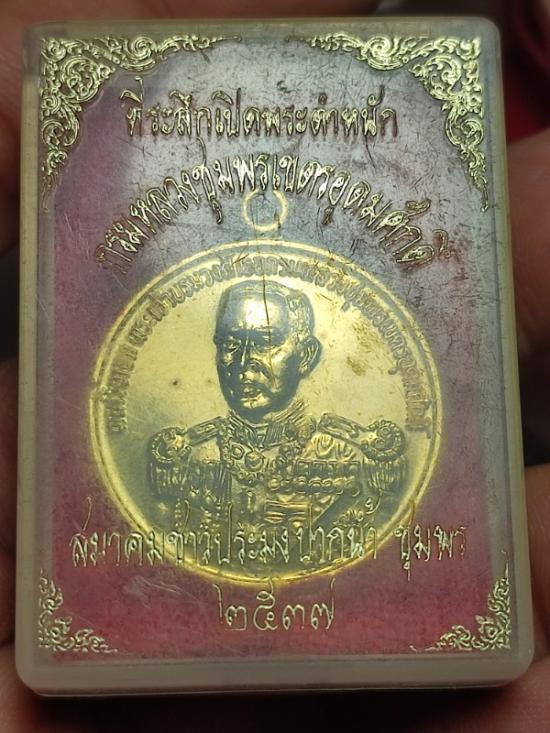 ที่ระลึกเปิดพระตำหนัก
กรมหลวงชุมพรเขตรอุดมศักดิ์
สมาคมชาวประมงปากน้ำ ชุมพร
๒๕๓๗